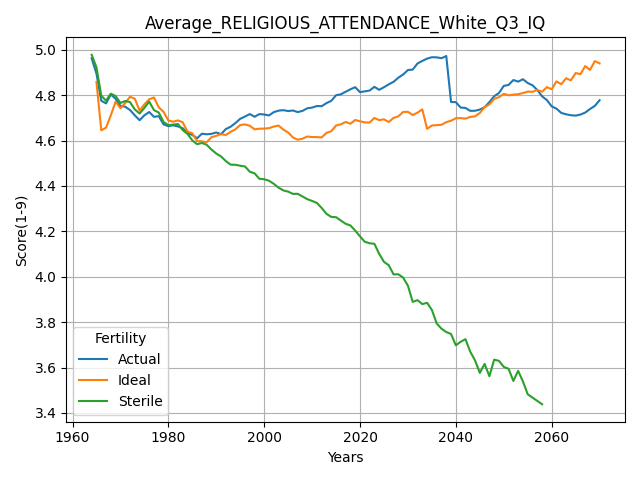 Average_RELIGIOUS_ATTENDANCE_White_Q3_IQ
Score(1-9)
5.0
4.8
4.6
4.4
4.2
4.0
3.8
3.6
3.4
Fertility
Actual
Ideal
Sterile
1960
1980
2000
2020
2040
2060
Years